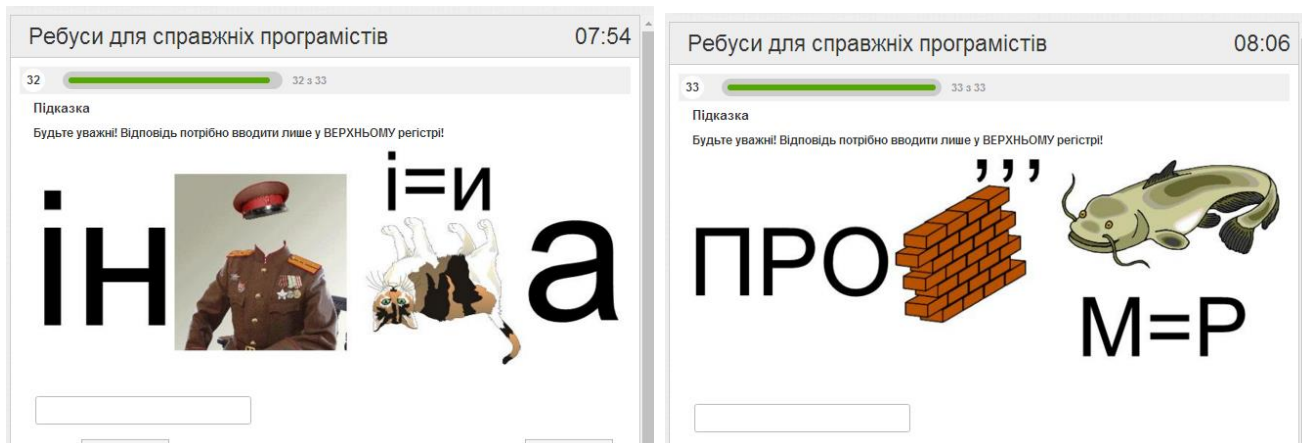 Ребуси для справжніх програмістів 07:54
32 32 з 33
Підказка
Будьте уважні! Відповідь потрібно вводити лише у ВЕРХНЬОМУ регістрі!
і=и
ін а
Ребуси для справжніх програмістів 08:06
33 33 з 33
Підказка
Будьте уважні! Відповідь потрібно вводити лише у ВЕРХНЬОМУ регістрі!
,,,
ПРО
М=Р